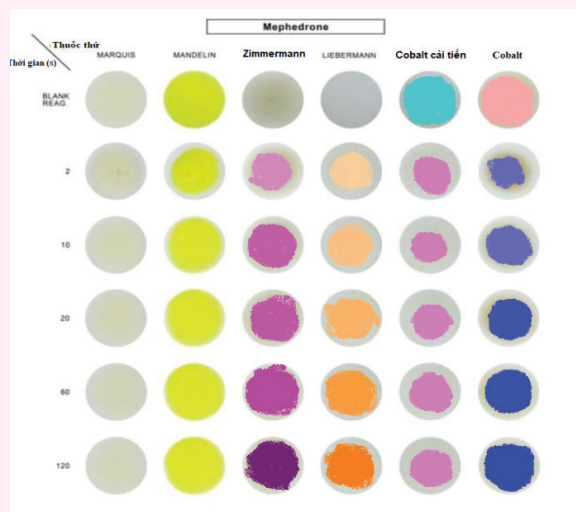 Mephedrone
Thuốc thử
Thời gian (s)
MARQUIS MANDELIN Zimmermann LIEBERMANN Cobalt cải tiến Cobalt
BLANK
REAG.
2
10
20
60
120